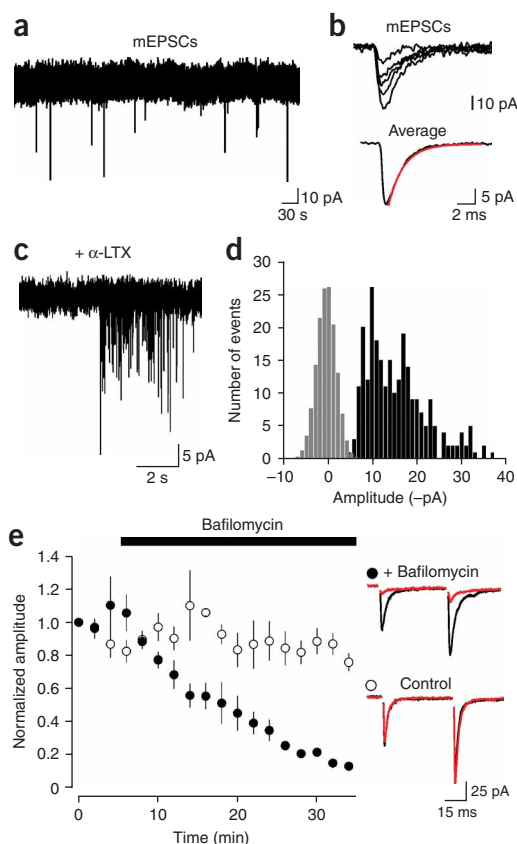 a
mEPSCs
10 pA
30 s
b
mEPSCs
10 pA
Average
5 pA
2 ms
c
+ α-LTX
5 pA
2 s
d
Number of events
30
25
20
15
10
5
0
–10 0 10 20 30 40
Amplitude (–pA)
e
Bafilomycin
Normalized amplitude
1.4
1.2
1.0
0.8
0.6
0.4
0.2
0
0 10 20 30
Time (min)
+ Bafilomycin
Control
25 pA
15 ms